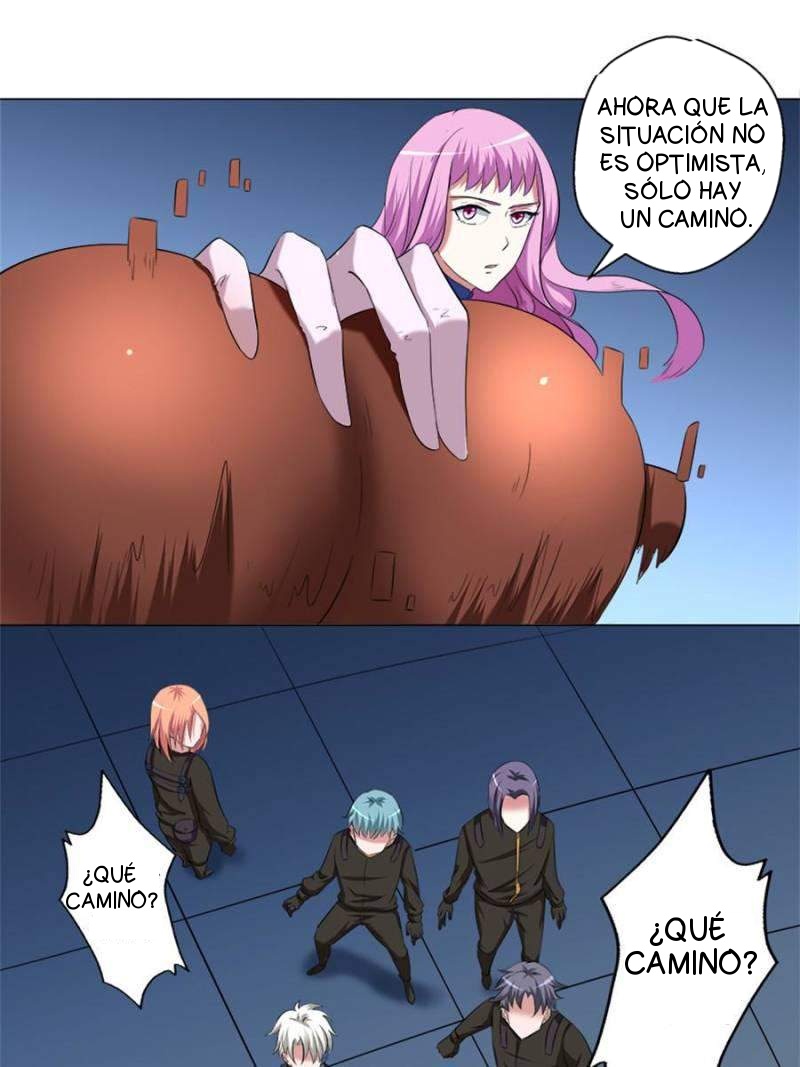 AHORA QUE LA
SITUACIÓN NO
ES OPTIMISTA,
SÓLO HAY
UN CAMINO.
¿QUÉ
CAMINO?
¿QUÉ
CAMINO?